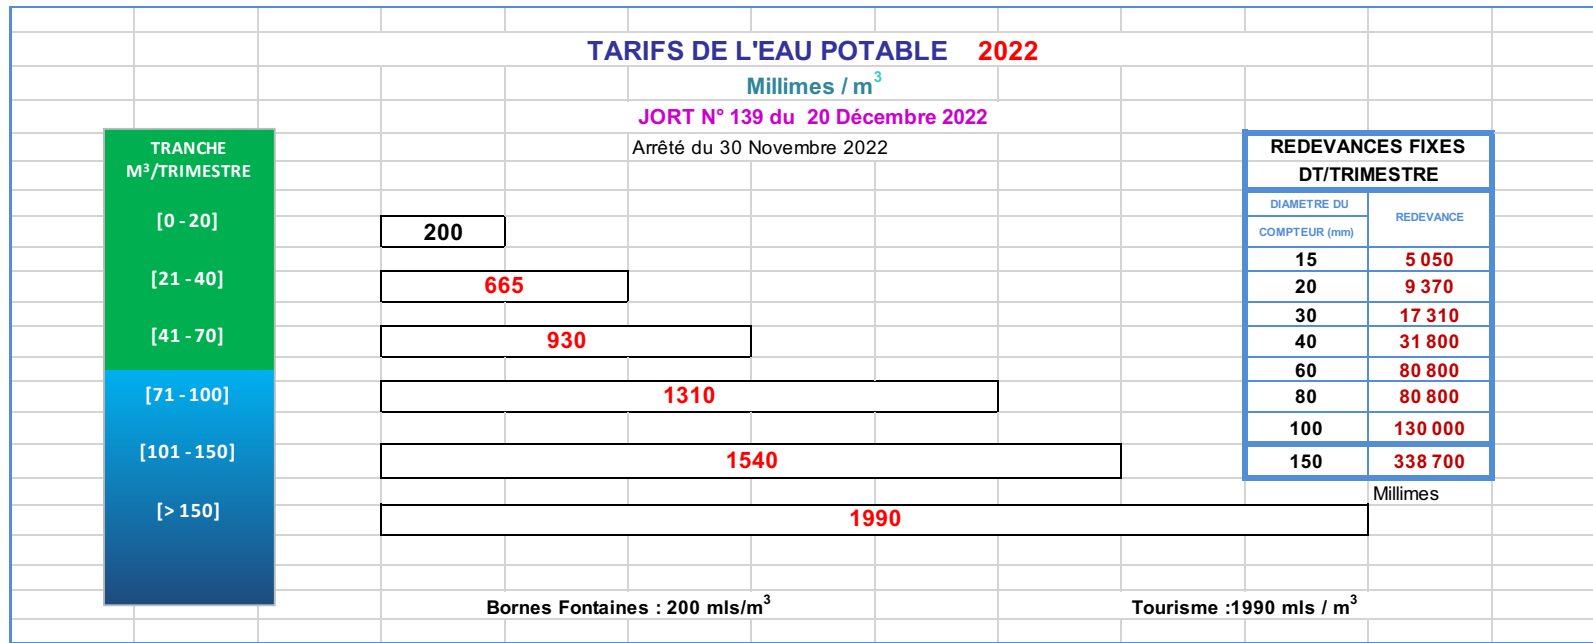 TARIFS DE L'EAU POTABLE 2022
Millimes / m³
JORT N° 139 du 20 Décembre 2022
Arrêté du 30 Novembre 2022
TRANCHE
M³/TRIMESTRE
[0 - 20]
200
[21 - 40]
665
[41 - 70]
930
[71 - 100]
1310
[101 - 150]
1540
[> 150]
1990
REDEVANCES FIXES
DT/TRIMESTRE
DIAMETRE DU
COMPTEUR (mm)
REDEVANCE
15 5 050
20 9 370
30 17 310
40 31 800
60 80 800
80 80 800
100 130 000
150 338 700
Millimes
Bornes Fontaines : 200 mls/m³
Tourisme :1990 mls / m³